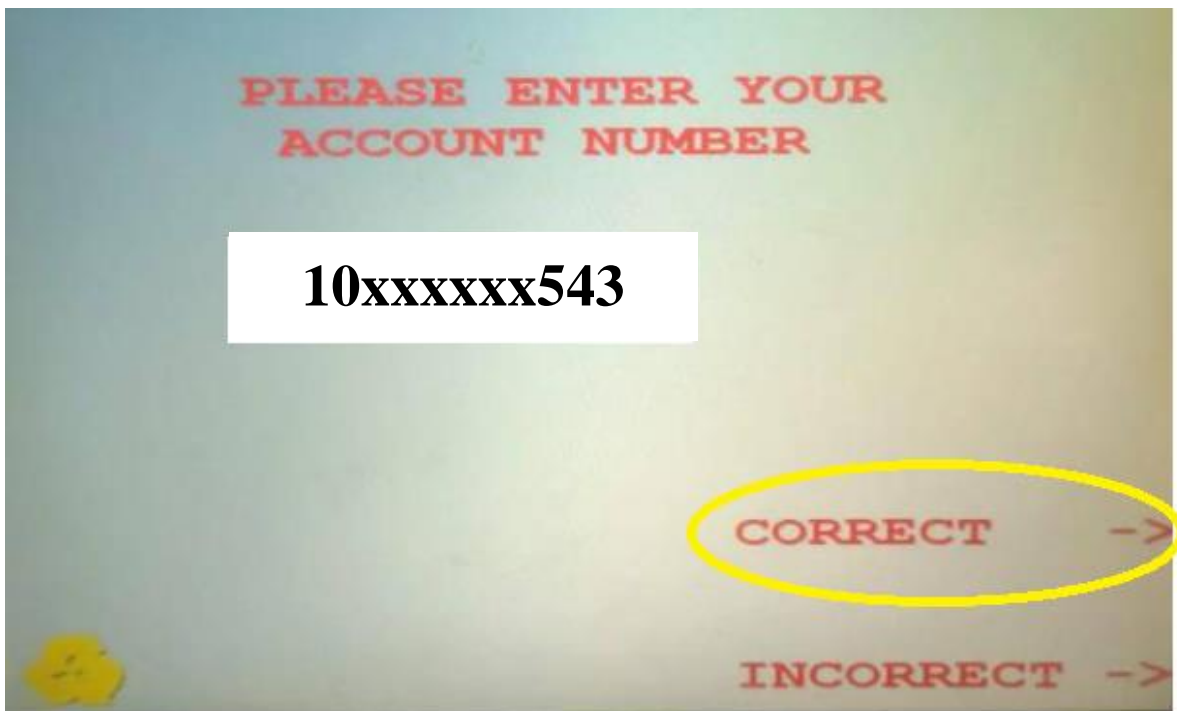 PLEASE ENTER YOUR
ACCOUNT NUMBER
10xxxxxx543
CORRECT ->
INCORRECT ->